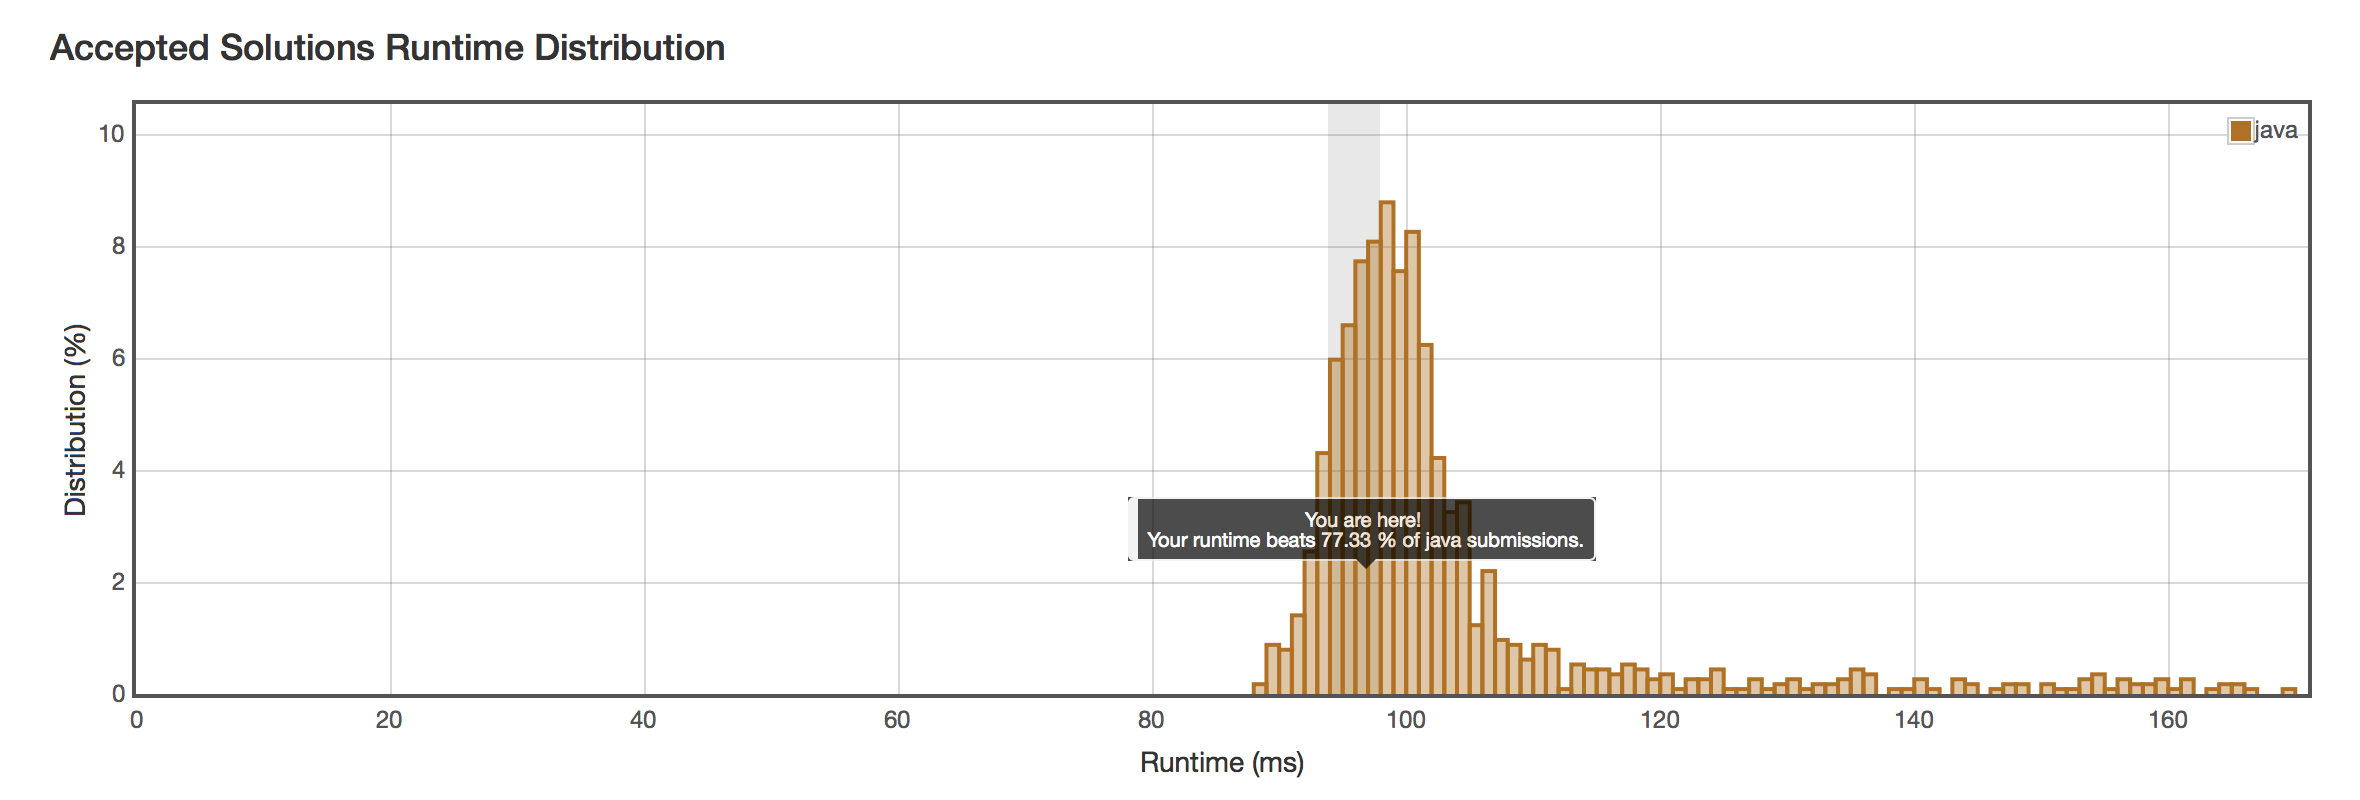 Accepted Solutions Runtime Distribution
java
10
8
6
4
2
0
Distribution (%)
You are here!
Your runtime beats 77.33 % of java submissions.
0 20 40 60 80 100 120 140 160
Runtime (ms)